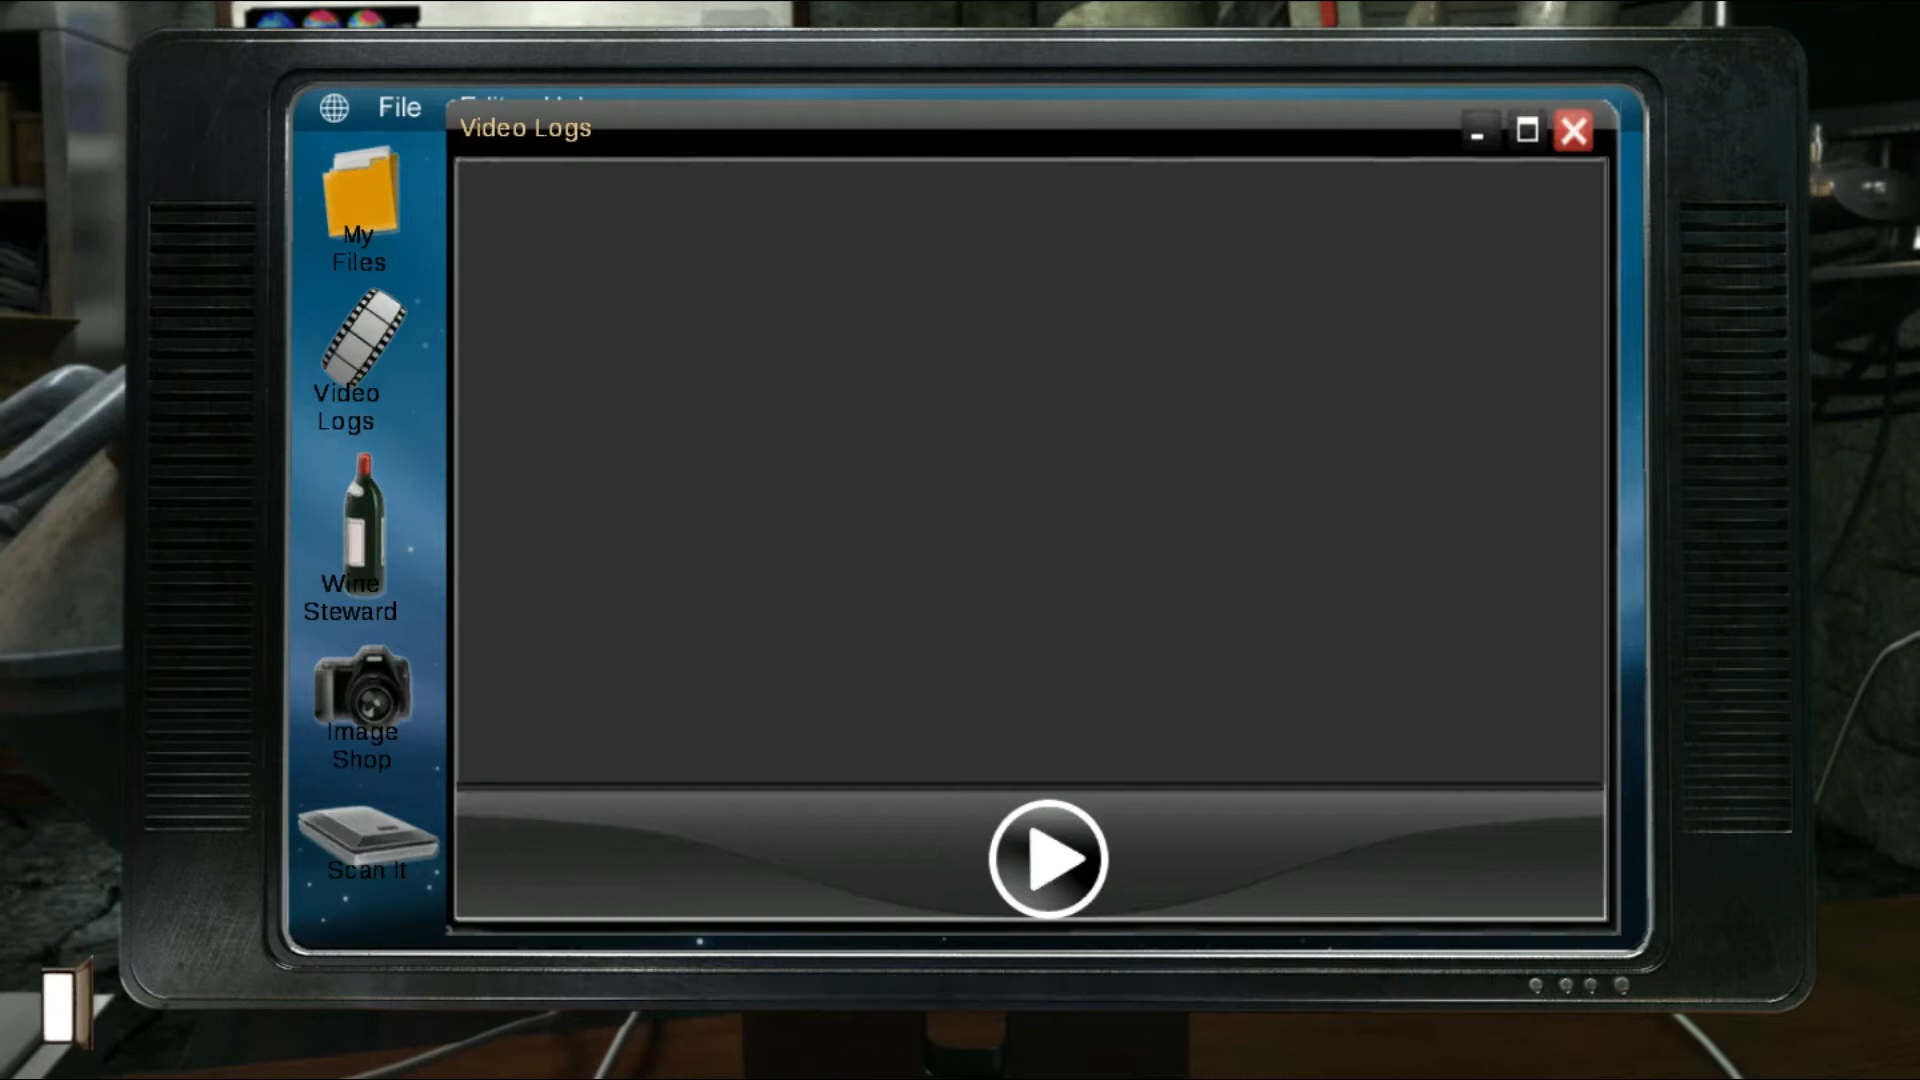 File
Video Logs
My
Files
Video
Logs
Wine
Steward
Image
Shop
Scan It